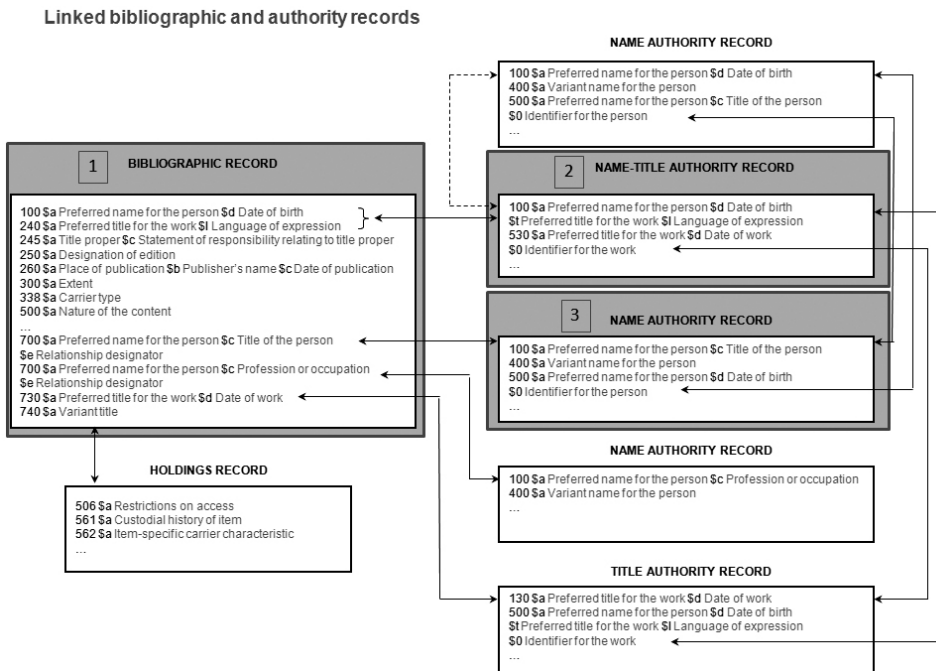 Linked bibliographic and authority records
1 BIBLIOGRAPHIC RECORD
100 $a Preferred name for the person $d Date of birth
240 $a Preferred title for the work $l Language of expression
245 $a Title proper $c Statement of responsibility relating to title proper
250 $a Designation of edition
260 $a Place of publication $b Publisher's name $c Date of publication
300 $a Extent
338 $a Carrier type
500 $a Nature of the content
...
700 $a Preferred name for the person $c Title of the person
$e Relationship designator
700 $a Preferred name for the person $c Profession or occupation
$e Relationship designator
730 $a Preferred title for the work $d Date of work
740 $a Variant title
HOLDINGS RECORD
506 $a Restrictions on access
561 $a Custodial history of item
562 $a Item-specific carrier characteristic
...
NAME AUTHORITY RECORD
100 $a Preferred name for the person $d Date of birth
400 $a Variant name for the person
500 $a Preferred name for the person $c Title of the person
$0 Identifier for the person
...
2 NAME-TITLE AUTHORITY RECORD
100 $a Preferred name for the person $d Date of birth
$t Preferred title for the work $l Language of expression
530 $a Preferred title for the work $d Date of work
$0 Identifier for the work
...
3 NAME AUTHORITY RECORD
100 $a Preferred name for the person $c Title of the person
400 $a Variant name for the person
500 $a Preferred name for the person $d Date of birth
$0 Identifier for the person
...
NAME AUTHORITY RECORD
100 $a Preferred name for the person $c Profession or occupation
400 $a Variant name for the person
...
TITLE AUTHORITY RECORD
130 $a Preferred title for the work $d Date of work
500 $a Preferred name for the person $d Date of birth
$t Preferred title for the work $l Language of expression
$0 Identifier for the work
...